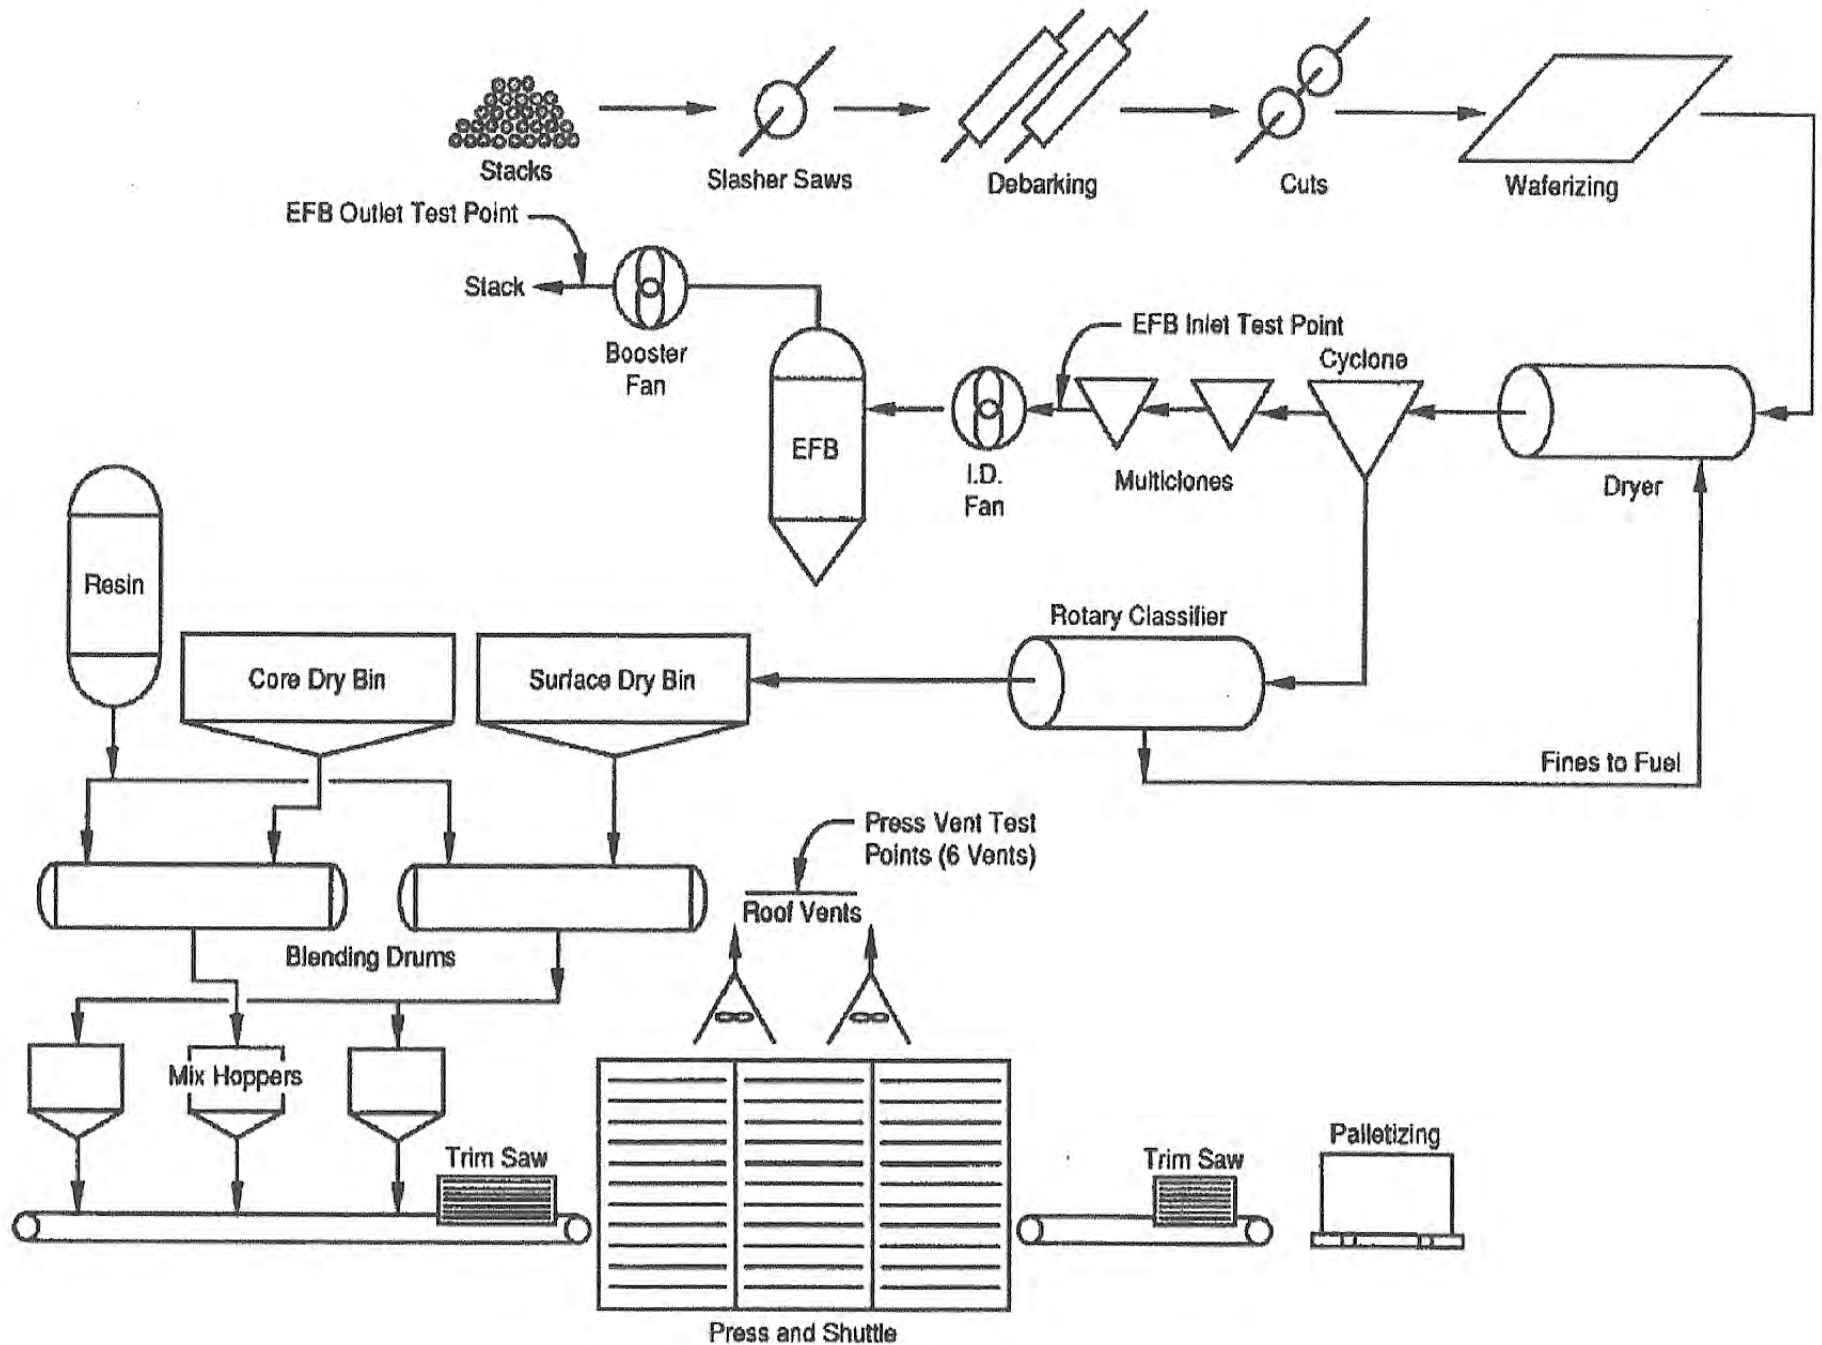 Stacks
Slasher Saws
Debarking
Cuts
Waferizing
EFB Outlet Test Point
Stack
Booster
Fan
EFB Inlet Test Point
Cyclone
EFB
I.D.
Fan
Multiclones
Dryer
Resin
Core Dry Bin
Surface Dry Bin
Rotary Classifier
Fines to Fuel
Press Vent Test
Points (6 Vents)
Roof Vents
Blending Drums
Mix Hoppers
Trim Saw
Trim Saw
Palletizing
Press and Shuttle